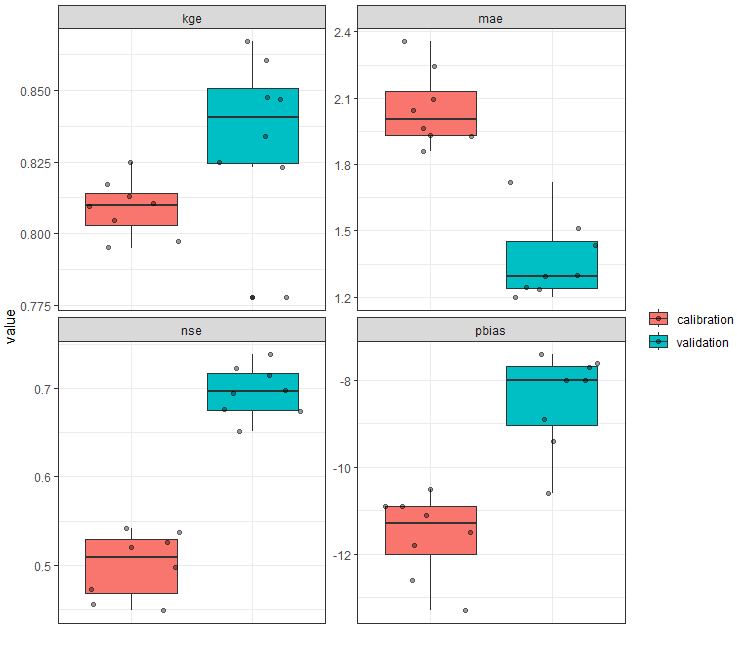 kge
mae
0.850
0.825
0.800
0.775
2.4
2.1
1.8
1.5
1.2
value
nse
pbias
0.7
0.6
0.5
-8
-10
-12
calibration
validation